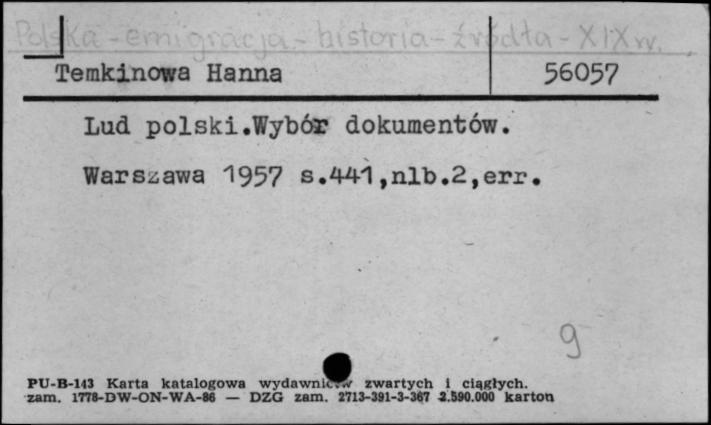 Polska - emigracja - historia - źródła - XIX w.
Temkinowa Hanna 56057
Lud polski.Wybór dokumentów.
Warszawa 1957 s.441,nlb.2,err.
9
PU-B-143 Karta katalogowa wydawnictw zwartych i ciągłych.
zam. 1778-DW-ON-WA-86 — DZG zam. 2713-391-3-367 2.590.000 karton